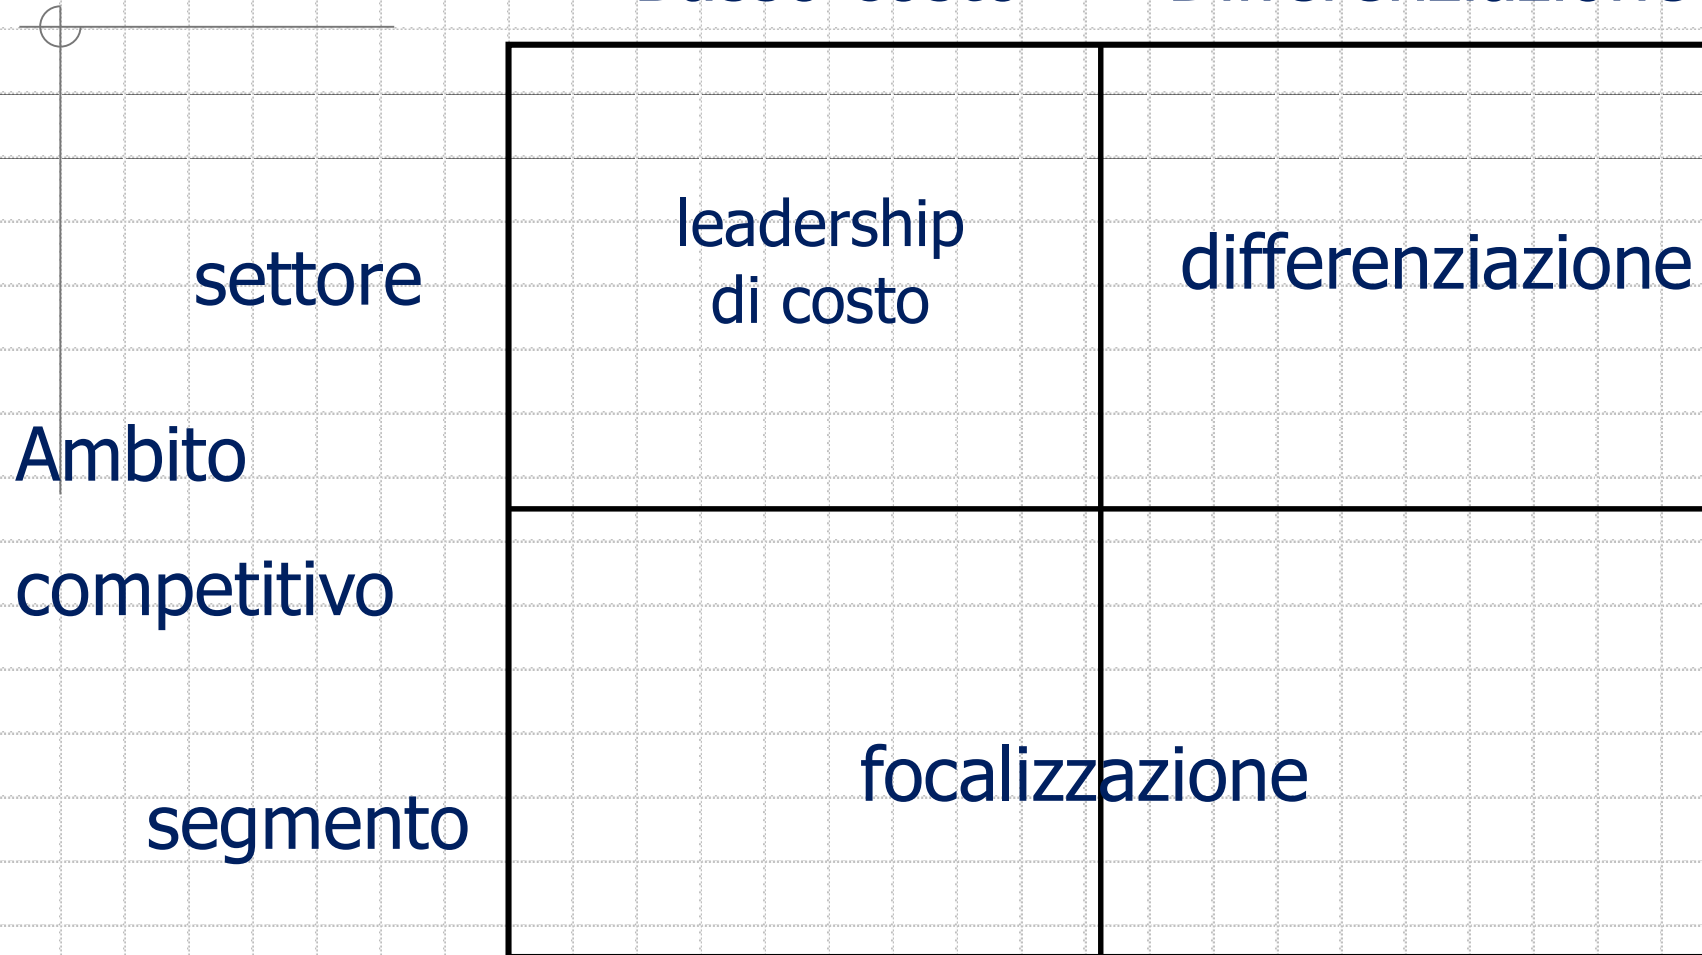 leadership
di costo
differenziazione
settore
Ambito
competitivo
focalizzazione
segmento